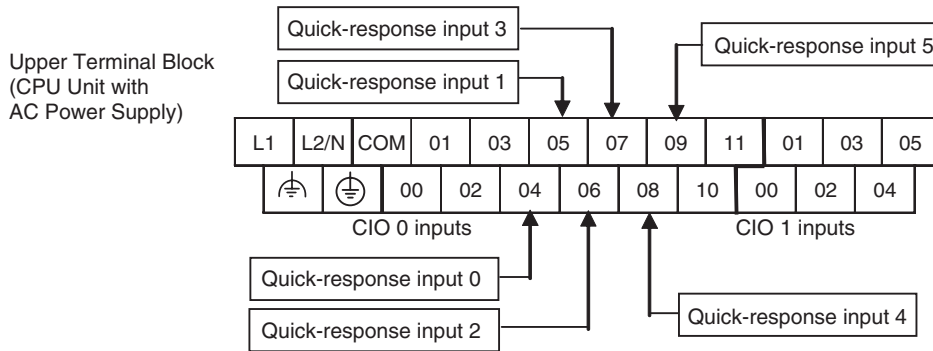 Quick-response input 3
Quick-response input 5
Upper Terminal Block
(CPU Unit with
AC Power Supply)
Quick-response input 1
L1 L2/N COM 01 03 05 07 09 11 01 03 05
00 02 04 06 08 10 00 02 04
CIO 0 inputs CIO 1 inputs
Quick-response input 0
Quick-response input 2
Quick-response input 4